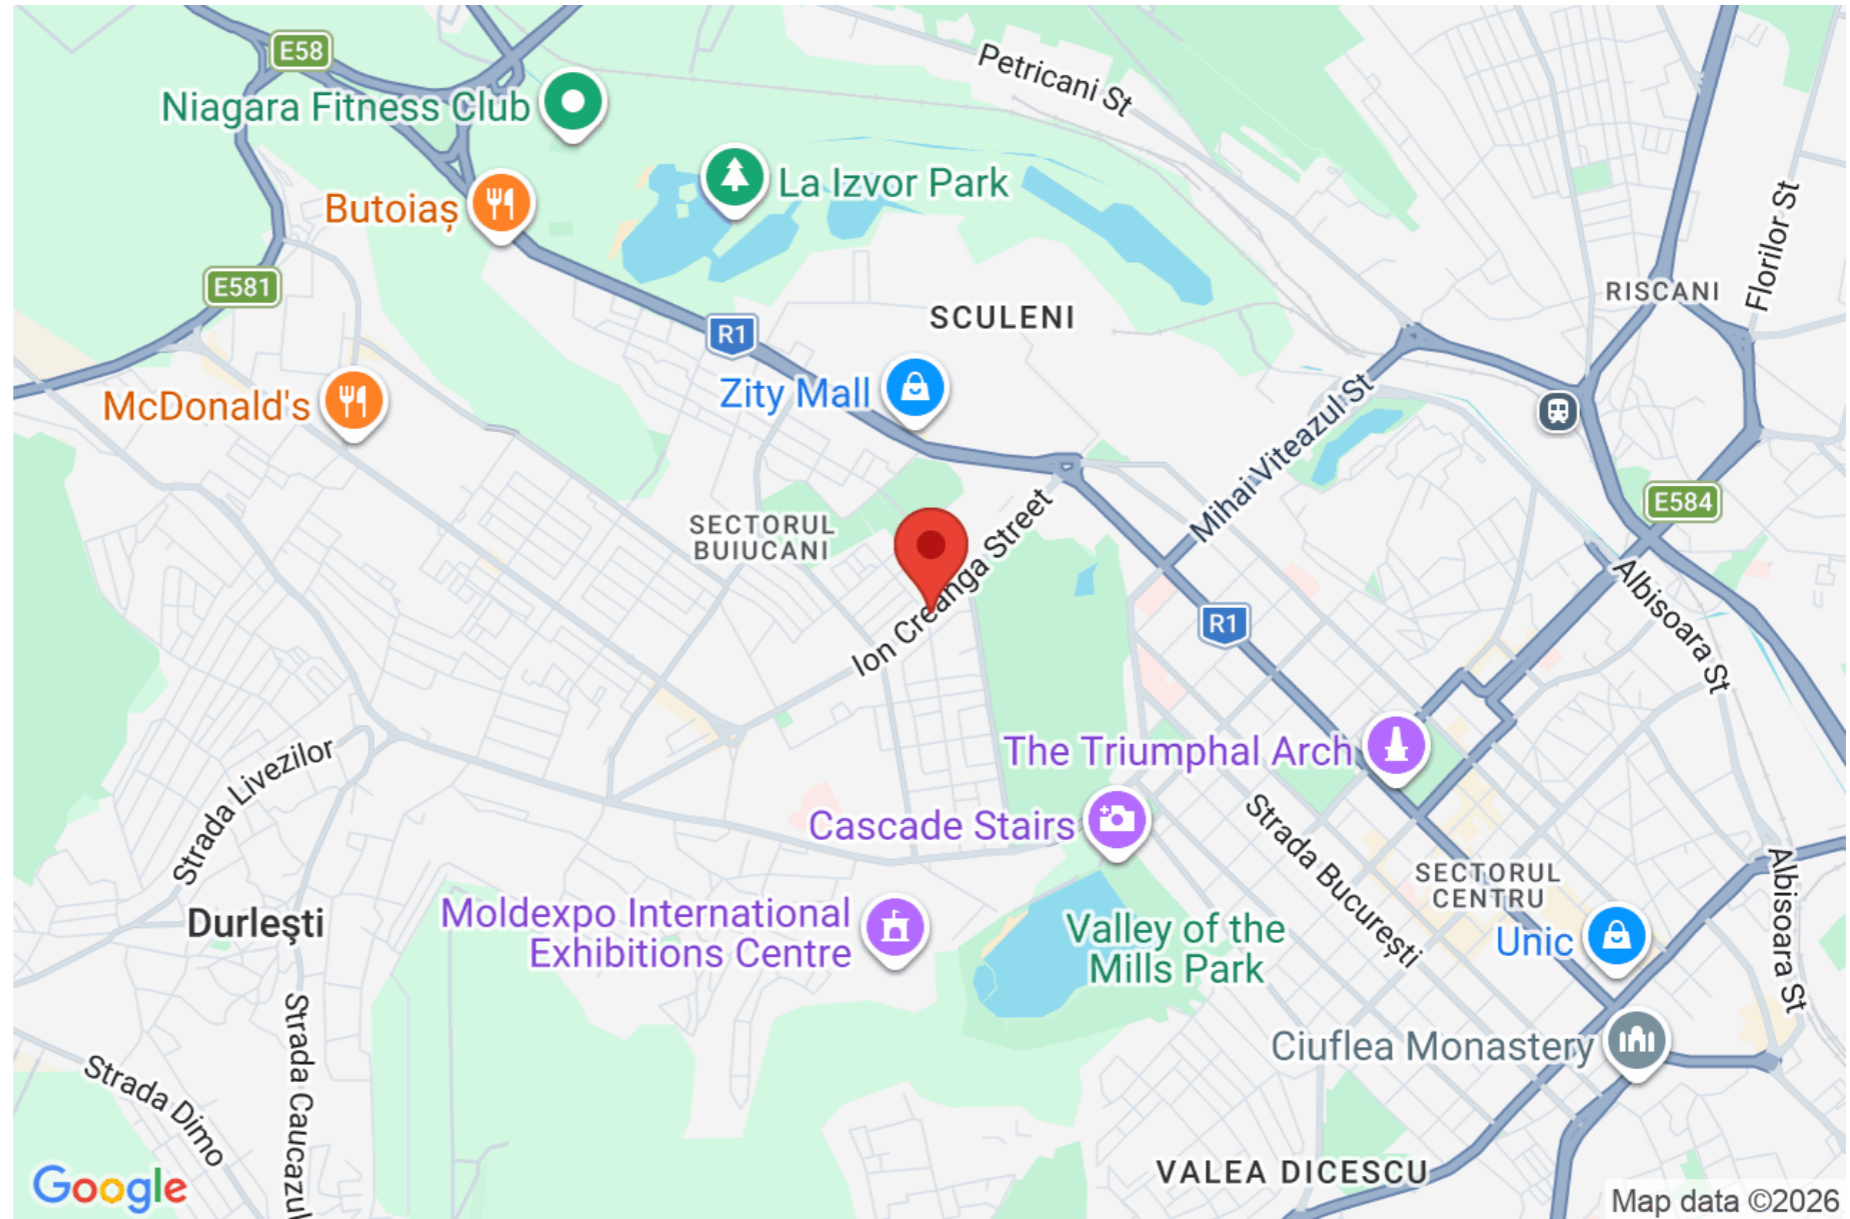 E58
Petricani St
Niagara Fitness Club
La Izvor Park
Butoiaș
Florilor St
E581
RISCANI
SCULENI
R1
Zity Mall
McDonald's
Mihai Viteazul St
E584
SECTORUL
BUIUCANI
Ion Creanga Street
Albisoara St
R1
Strada Livezilor
The Triumphal Arch
Cascade Stairs
Strada București
SECTORUL
CENTRU
Albisoara St
Durleşti
Moldexpo International
Exhibitions Centre
Valley of the
Mills Park
Unic
Strada Caucazul
Ciuflea Monastery
Strada Dimo
VALEA DICESCU
Google
Map data ©2026